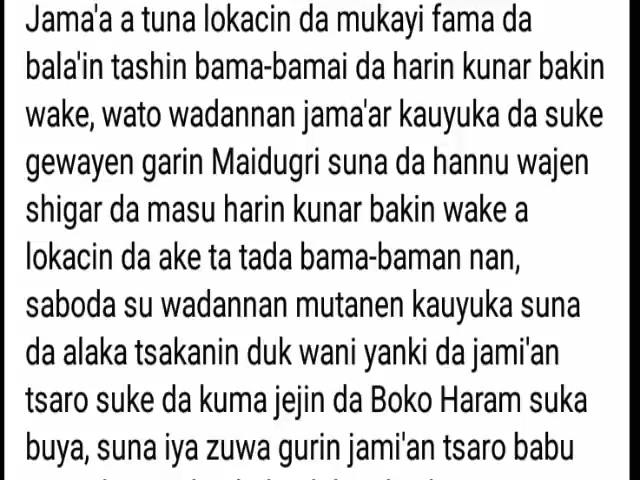 Jama'a a tuna lokacin da mukayi fama da
bala'in tashin bama-bamai da harin kunar bakin
wake, wato wadannan jama'ar kauyuka da suke
gewayen garin Maidugri suna da hannu wajen
shigar da masu harin kunar bakin wake a
lokacin da ake ta tada bama-baman nan,
saboda su wadannan mutanen kauyuka suna
da alaka tsakanin duk wani yanki da jami'an
tsaro suke da kuma jejin da Boko Haram suka
buya, suna iya zuwa gurin jami'an tsaro babu